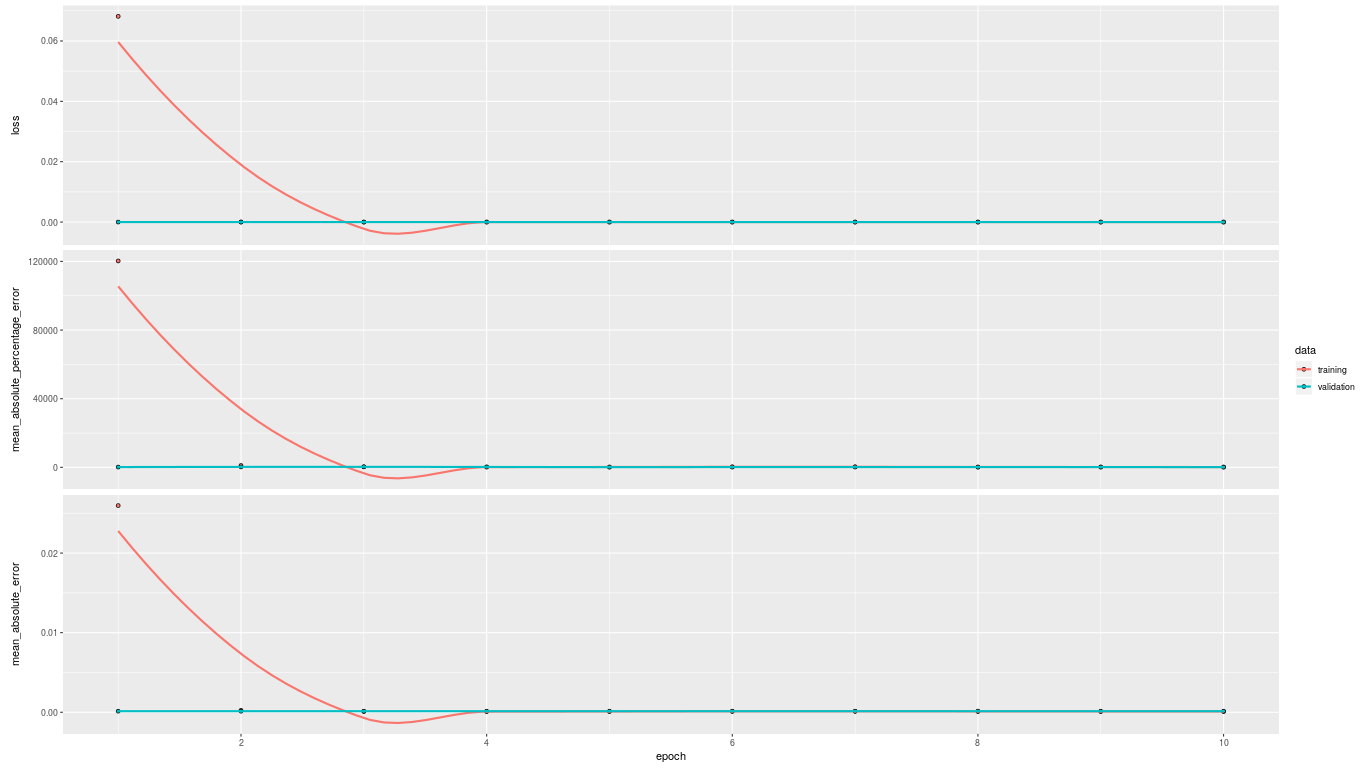 loss
0.06
0.04
0.02
0.00
mean_absolute_percentage_error
120000
80000
40000
0
mean_absolute_error
0.02
0.01
0.00
2
4
6
8
10
epoch
data
training
validation